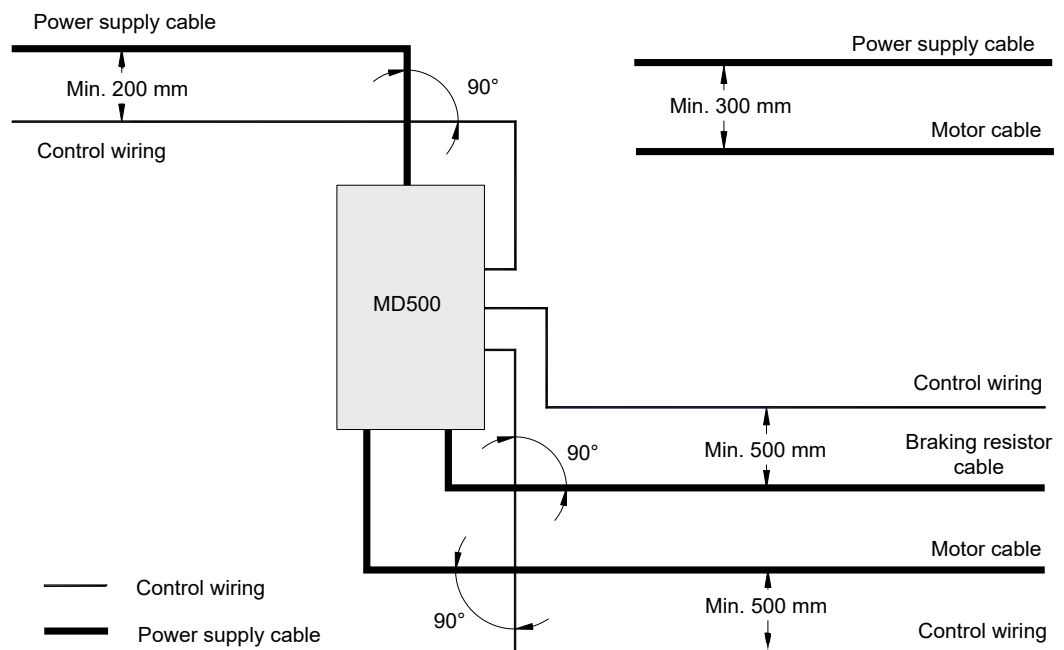 Power supply cable
Min. 200 mm
90°
Control wiring
Power supply cable
Min. 300 mm
Motor cable
MD500
Control wiring
Min. 500 mm
Braking resistor
cable
90°
Motor cable
Min. 500 mm
Control wiring
90°
Control wiring
Power supply cable